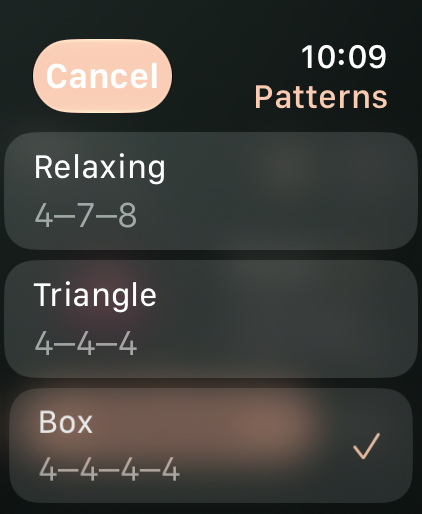 Cancel
10:09
Patterns
Relaxing
4–7–8
Triangle
4–4–4
Box
4–4–4–4